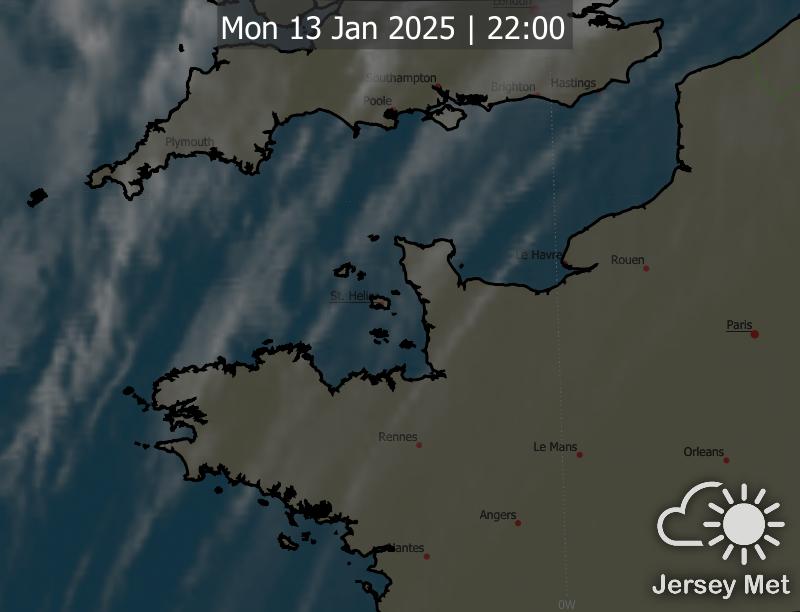 London
Mon 13 Jan 2025 | 22:00
Southampton
Brighton
Hastings
Poole
Plymouth
Le Havre
Rouen
St. Helier
Paris
Rennes
Le Mans
Orleans
Angers
Nantes
0W
Jersey Met